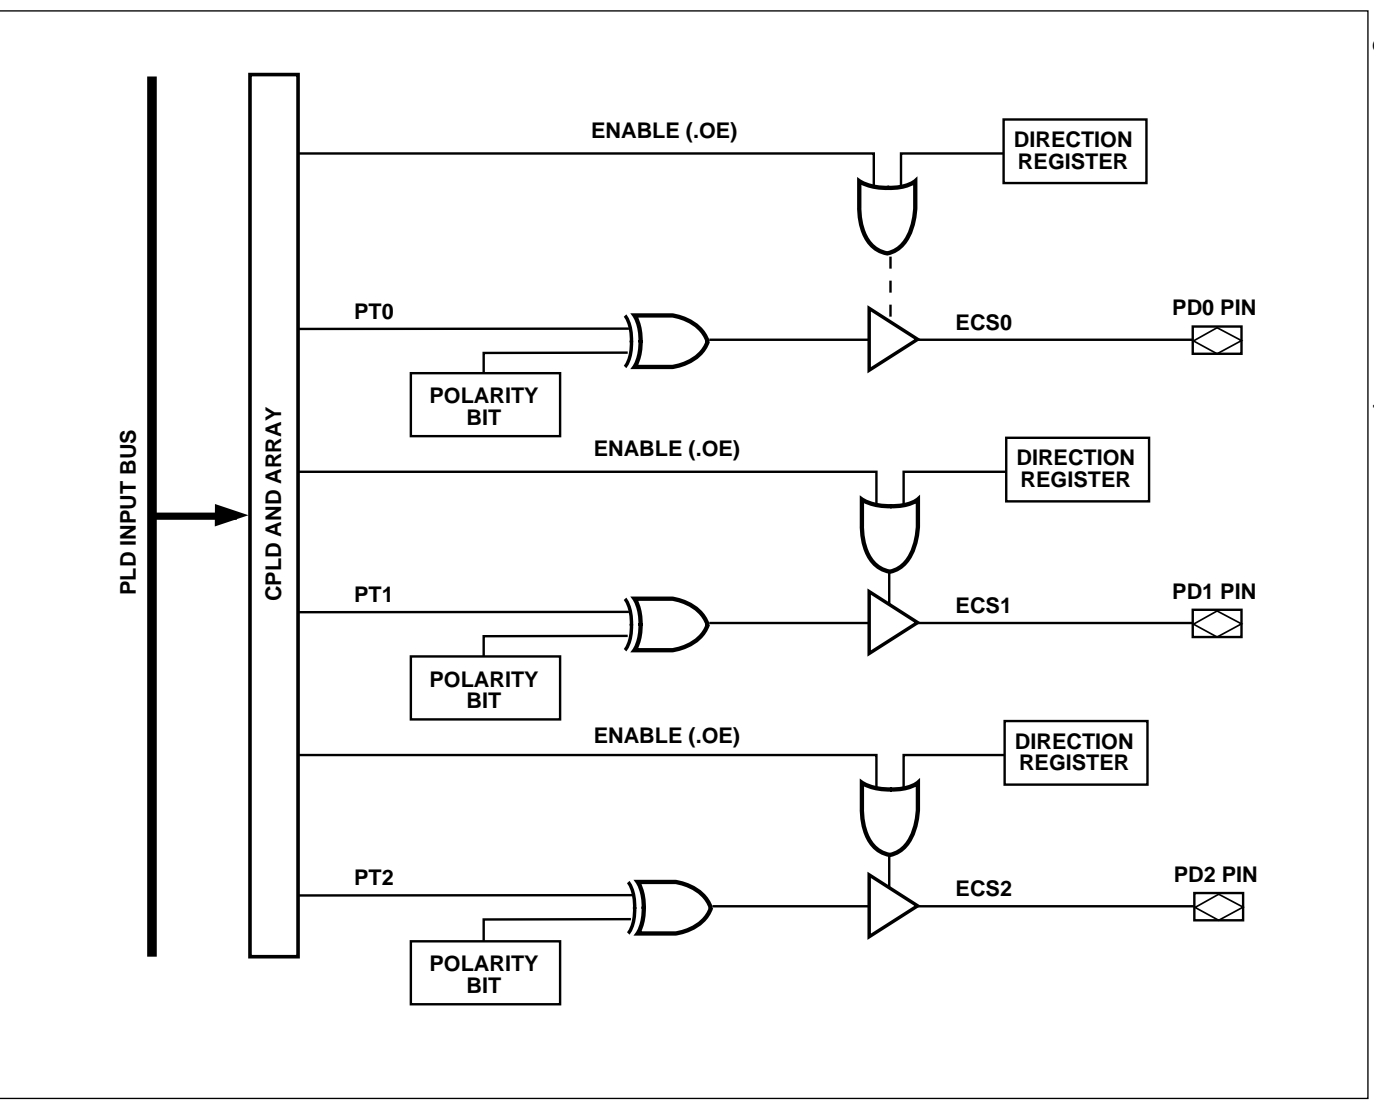 ENABLE (.OE)
DIRECTION
REGISTER
PT0
ECS0
PD0 PIN
POLARITY
BIT
ENABLE (.OE)
DIRECTION
REGISTER
PLD INPUT BUS
CPLD AND ARRAY
PT1
ECS1
PD1 PIN
POLARITY
BIT
ENABLE (.OE)
DIRECTION
REGISTER
PT2
ECS2
PD2 PIN
POLARITY
BIT